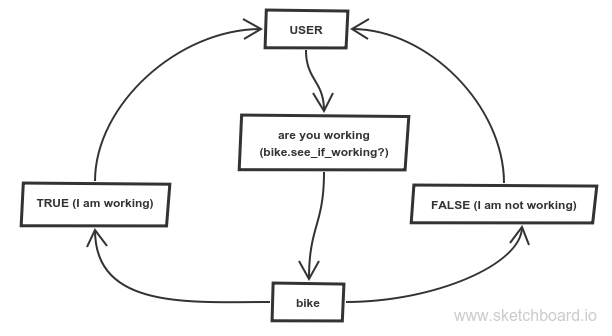 USER
are you working
(bike.see_if_working?)
TRUE (I am working)
FALSE (I am not working)
bike
www.sketchboard.io